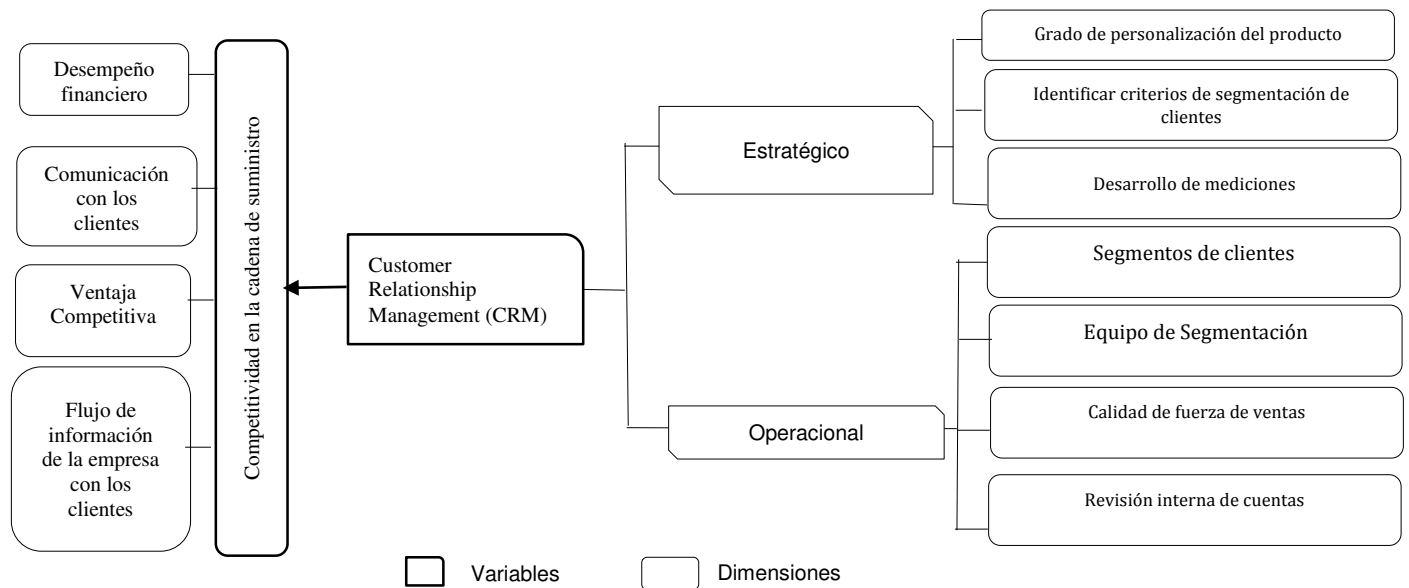 Desempeño
financiero
Comunicación
con los
clientes
Ventaja
Competitiva
Flujo de
información
de la empresa
con los
clientes
Competitividad en la cadena de suministro
Customer
Relationship
Management (CRM)
Estratégico
Operacional
Grado de personalización del producto
Identificar criterios de segmentación de
clientes
Desarrollo de mediciones
Segmentos de clientes
Equipo de Segmentación
Calidad de fuerza de ventas
Revisión interna de cuentas
Variables
Dimensiones